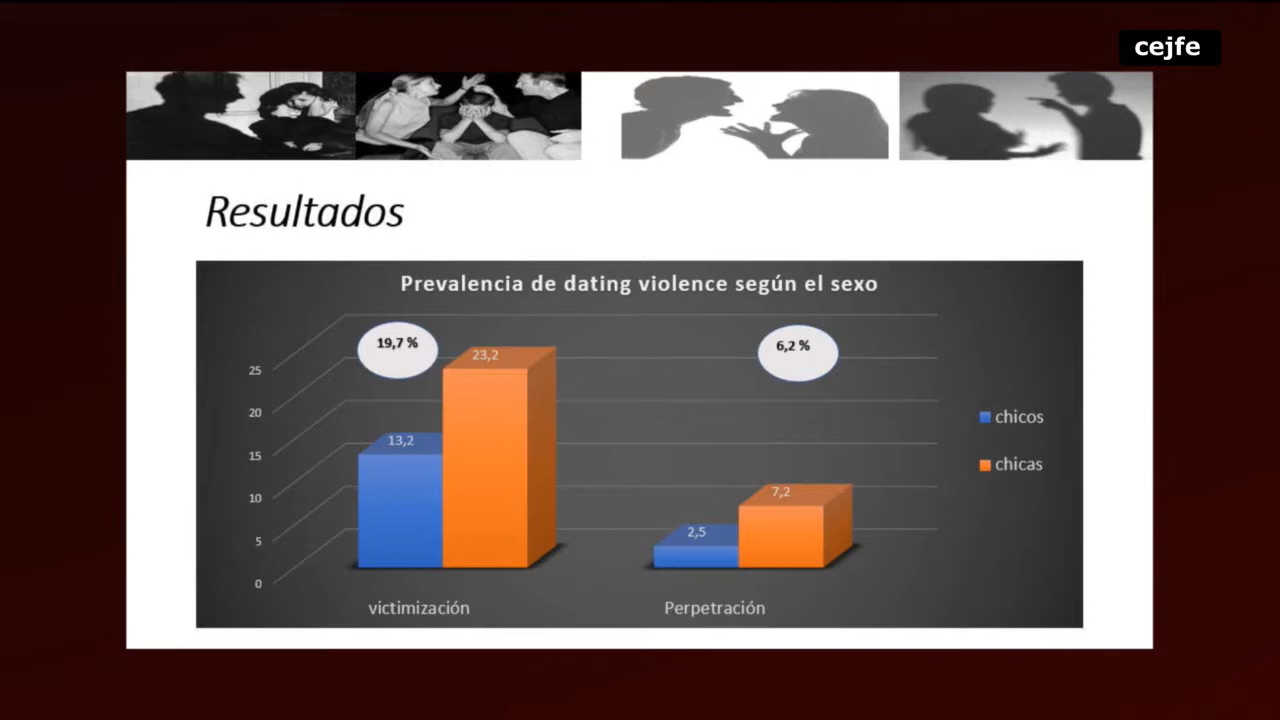 cejfe
Resultados
Prevalencia de dating violence según el sexo
19,7 %
23,2
13,2
6,2 %
7,2
2,5
25
20
15
10
5
0
victimización
Perpetración
chicos
chicas